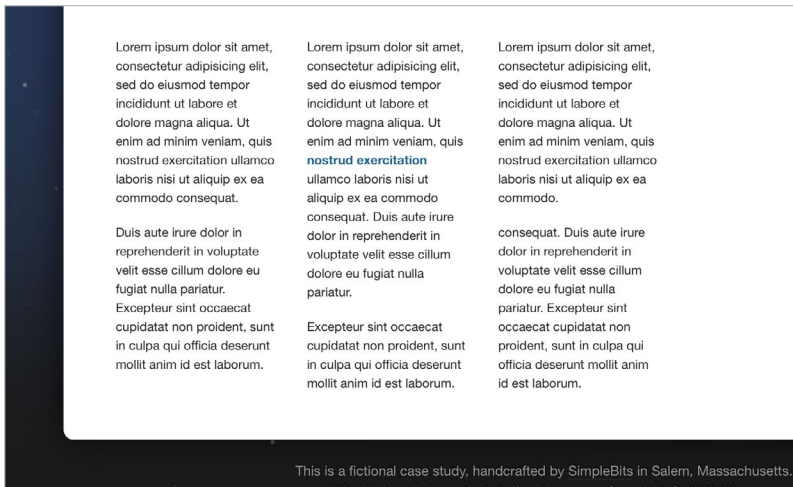 Lorem ipsum dolor sit amet,
consectetur adipisicing elit,
sed do eiusmod tempor
incididunt ut labore et
dolore magna aliqua. Ut
enim ad minim veniam, quis
nostrud exercitation ullamco
laboris nisi ut aliquip ex ea
commodo consequat.
Duis aute irure dolor in
reprehenderit in voluptate
velit esse cillum dolore eu
fugiat nulla pariatur.
Excepteur sint occaecat
cupidatat non proident, sunt
in culpa qui officia deserunt
mollit anim id est laborum.
Lorem ipsum dolor sit amet,
consectetur adipisicing elit,
sed do eiusmod tempor
incididunt ut labore et
dolore magna aliqua. Ut
enim ad minim veniam, quis
nostrud exercitation
ullamco laboris nisi ut
aliquip ex ea commodo
consequat. Duis aute irure
dolor in reprehenderit in
voluptate velit esse cillum
dolore eu fugiat nulla
pariatur.
Excepteur sint occaecat
cupidatat non proident, sunt
in culpa qui officia deserunt
mollit anim id est laborum.
Lorem ipsum dolor sit amet,
consectetur adipisicing elit,
sed do eiusmod tempor
incididunt ut labore et
dolore magna aliqua. Ut
enim ad minim veniam, quis
nostrud exercitation ullamco
laboris nisi ut aliquip ex ea
commodo.
consequat. Duis aute irure
dolor in reprehenderit in
voluptate velit esse cillum
dolore eu fugiat nulla
pariatur. Excepteur sint
occaecat cupidatat non
proident, sunt in culpa qui
officia deserunt mollit anim
id est laborum.
This is a fictional case study, handcrafted by SimpleBits in Salem, Massachusetts.